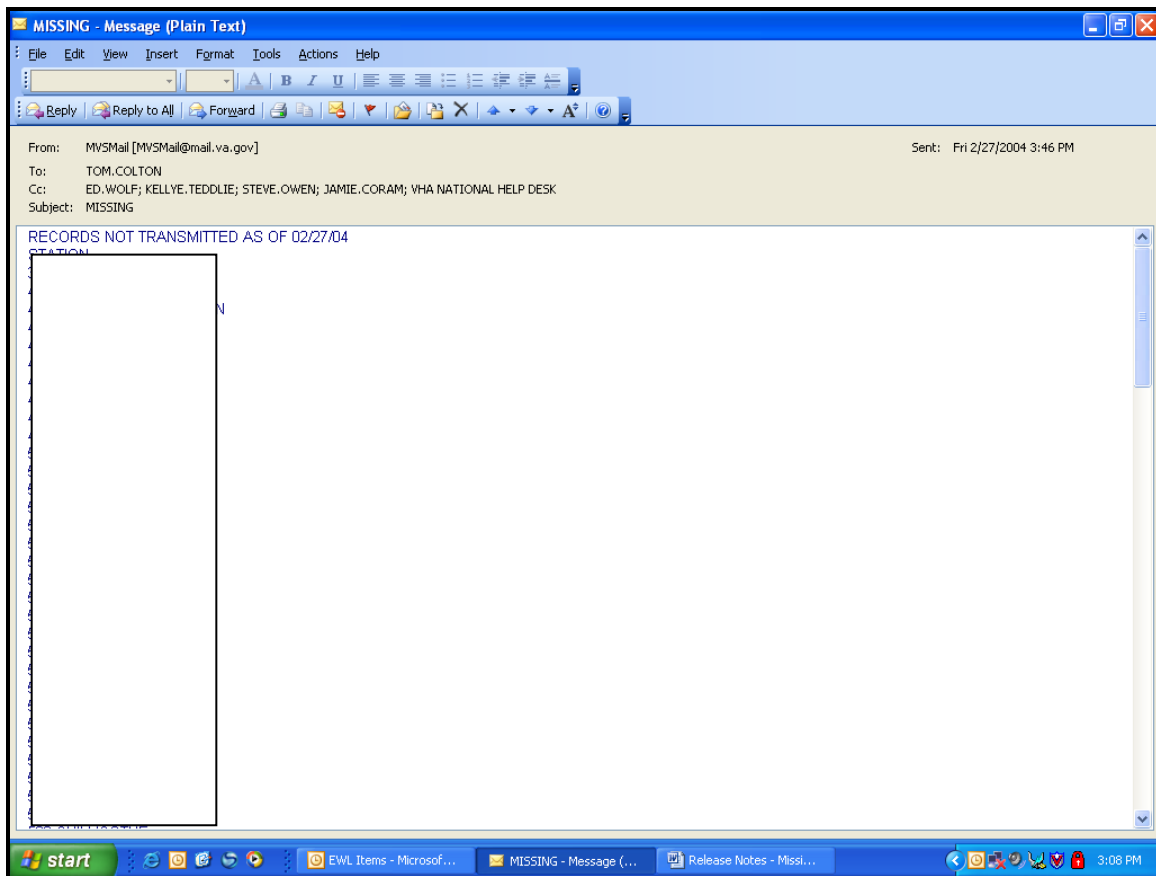 MISSING - Message (Plain Text)
File Edit View Insert Format Tools Actions Help
A B I U
Reply Reply to All Forward
From: MVSMail [MVSMail@mail.va.gov] Sent: Fri 2/27/2004 3:46 PM
To: TOM.COLTON
Cc: ED.WOLF; KELLYE.TEDDLIE; STEVE.OWEN; JAMIE.CORAM; VHA NATIONAL HELP DESK
Subject: MISSING
RECORDS NOT TRANSMITTED AS OF 02/27/04
STATION
N
start EWL Items - Microsof... MISSING - Message (... Release Notes - Missi... 3:08 PM